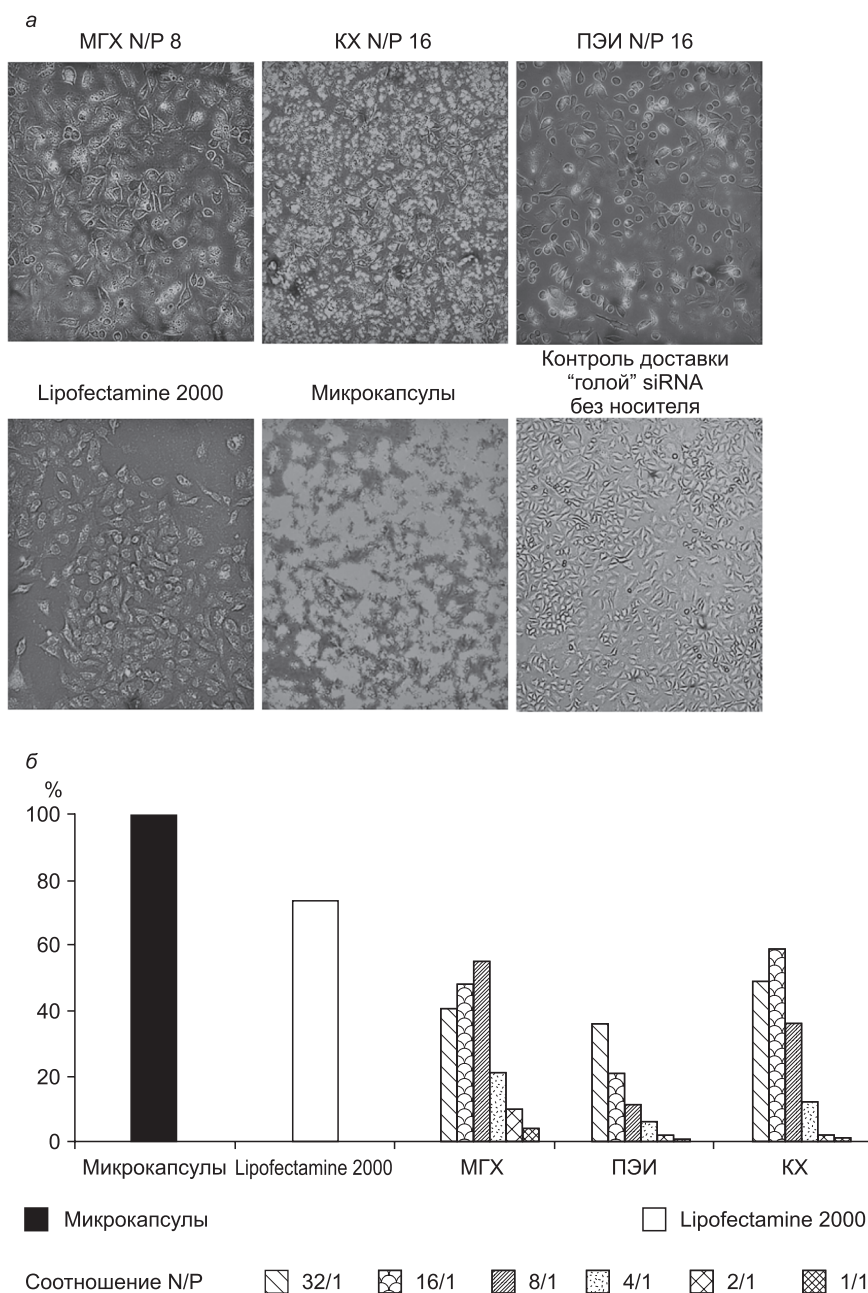 а
МГХ N/P 8 КХ N/P 16 ПЭИ N/P 16
Lipofectamine 2000 Микрокапсулы Контроль доставки
“голой” siRNA
без носителя
б
%
100
80
60
40
20
0
Микрокапсулы Lipofectamine 2000 МГХ ПЭИ КХ
Микрокапсулы Lipofectamine 2000
Соотношение N/P 32/1 16/1 8/1 4/1 2/1 1/1